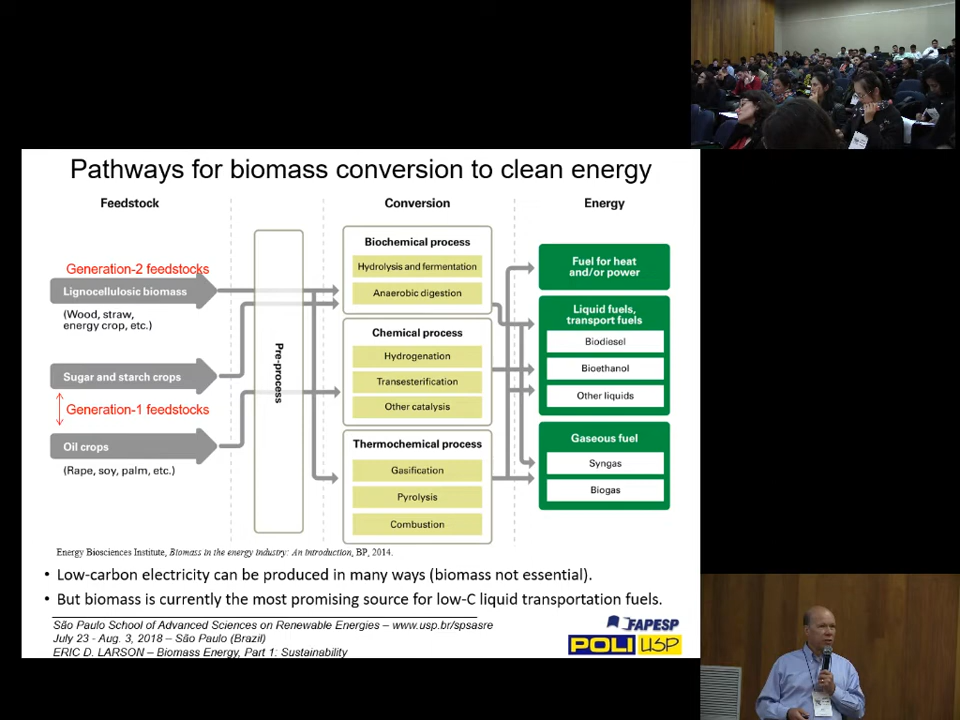 Pathways for biomass conversion to clean energy
Feedstock
Conversion
Energy
Generation-2 feedstocks
Lignocellulosic biomass
(Wood, straw,
energy crop, etc.)
Sugar and starch crops
Generation-1 feedstocks
Oil crops
(Rape, soy, palm, etc.)
Pre-process
Biochemical process
Hydrolysis and fermentation
Anaerobic digestion
Chemical process
Hydrogenation
Transesterification
Other catalysis
Thermochemical process
Gasification
Pyrolysis
Combustion
Fuel for heat
and/or power
Liquid fuels,
transport fuels
Biodiesel
Bioethanol
Other liquids
Gaseous fuel
Syngas
Biogas
Energy Biosciences Institute, Biomass in the energy industry: An introduction, BP, 2014.
• Low-carbon electricity can be produced in many ways (biomass not essential).
• But biomass is currently the most promising source for low-C liquid transportation fuels.
São Paulo School of Advanced Sciences on Renewable Energies – www.usp.br/spsasre
July 23 - Aug. 3, 2018 – São Paulo (Brazil)
ERIC D. LARSON – Biomass Energy, Part 1: Sustainability
FAPESP
POLI USP